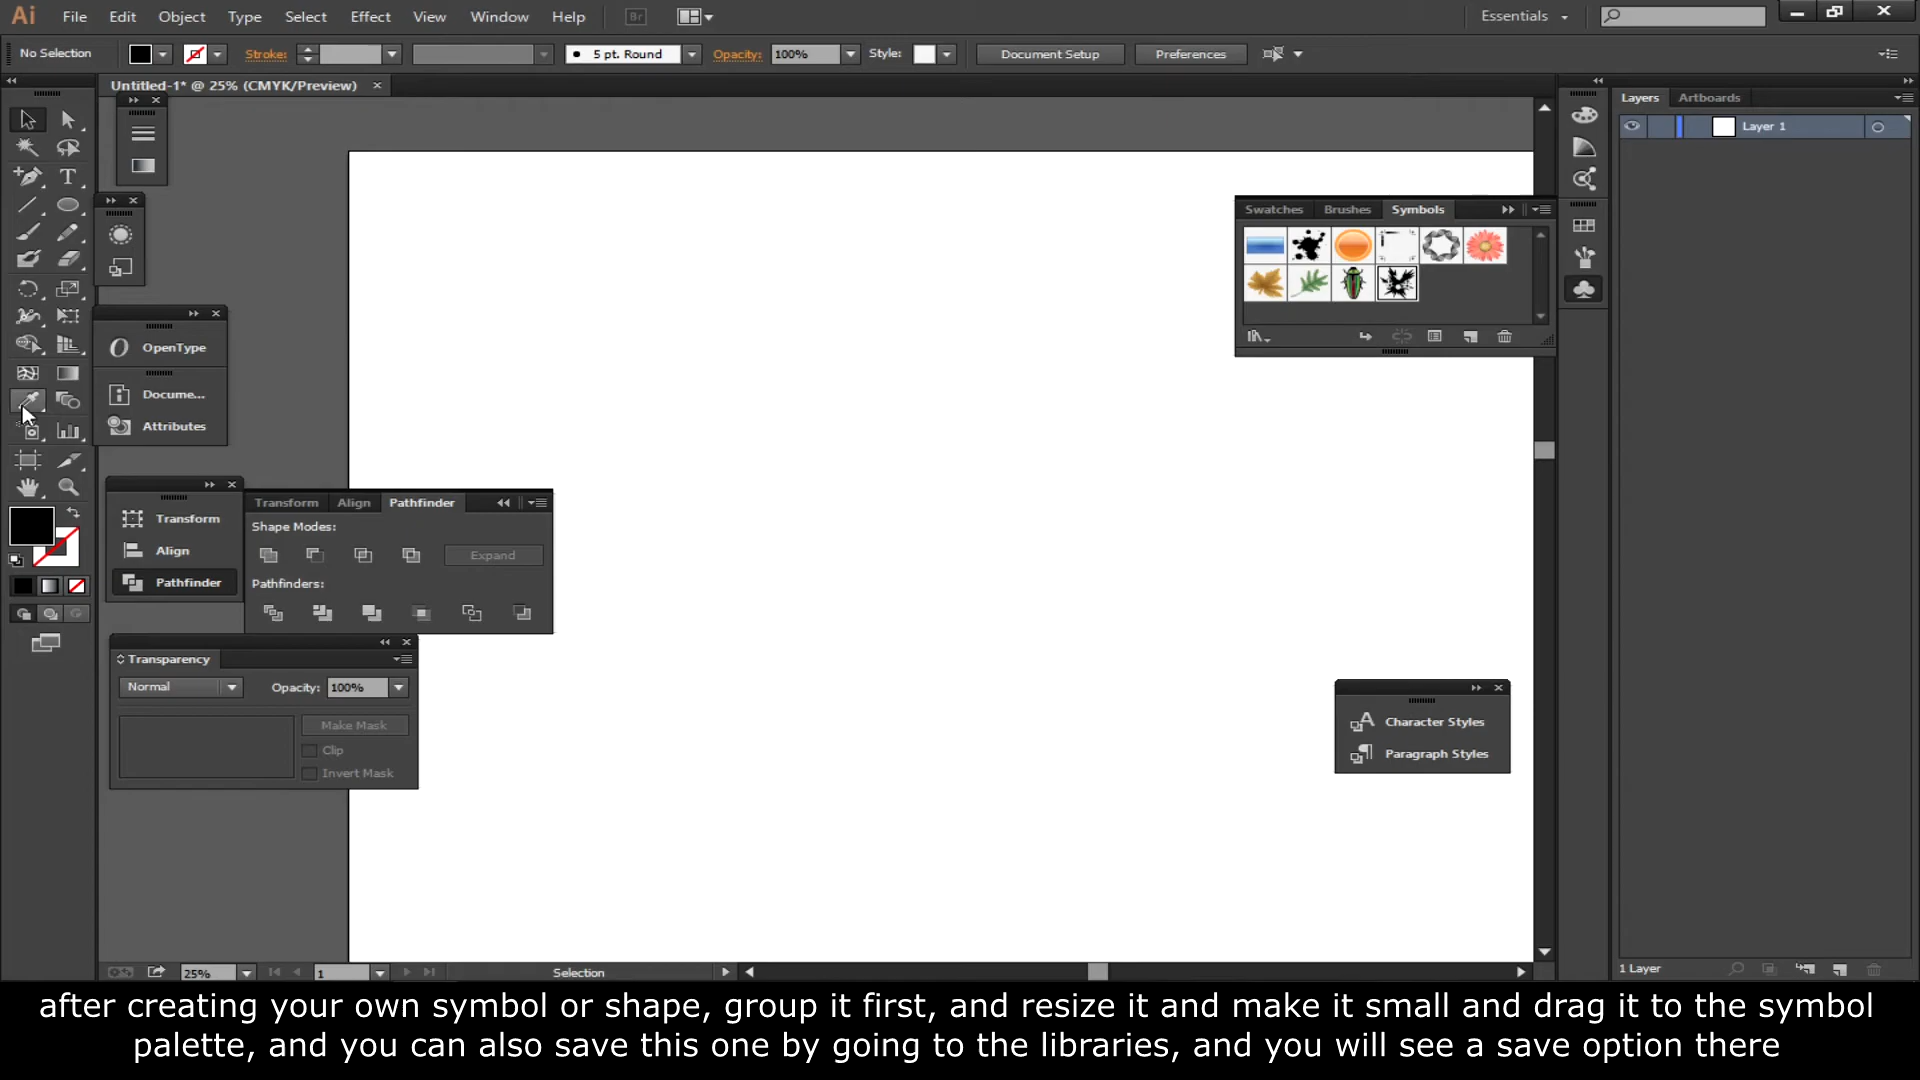 Ai File Edit Object Type Select Effect View Window Help Br Essentials
No Selection Stroke: 5 pt. Round Opacity: 100% Style: Document Setup Preferences
Untitled-1* @ 25% (CMYK/Preview)
Layers Artboards
Layer 1
Swatches Brushes Symbols
OpenType
Docume...
Attributes
Transform
Align
Pathfinder
Transform Align Pathfinder
Shape Modes:
Expand
Pathfinders:
Transparency
Normal Opacity: 100%
Make Mask
Clip
Invert Mask
Character Styles
Paragraph Styles
25% 1 Selection
1 Layer
after creating your own symbol or shape, group it first, and resize it and make it small and drag it to the symbol
palette, and you can also save this one by going to the libraries, and you will see a save option there